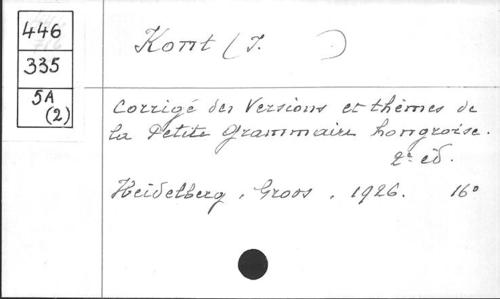 446
335
5A
(2)
Kont (I. )
Corrigé des Versions et thèmes de
la Petite Grammaire hongroise.
2e éd.
Heidelberg, Groos, 1926. 16°